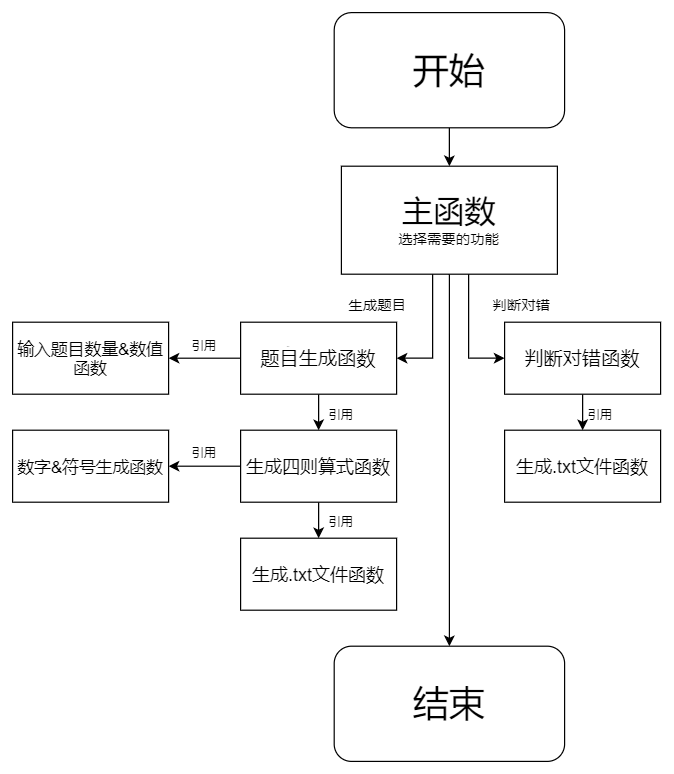 开始
主函数
选择需要的功能
生成题目
判断对错
输入题目数量&数值
函数
引用
题目生成函数
判断对错函数
引用
引用
数字&符号生成函数
引用
生成四则算式函数
生成.txt文件函数
引用
生成.txt文件函数
结束